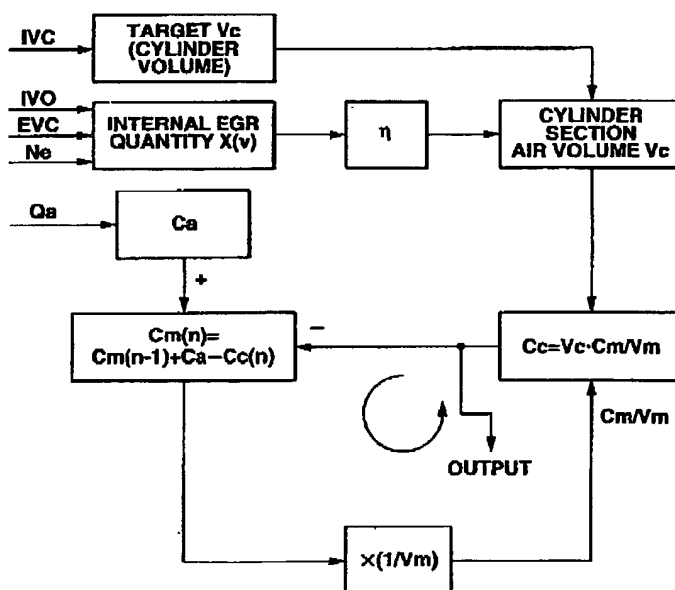 IVC
TARGET Vc
(CYLINDER
VOLUME)
IVO
EVC
Ne
INTERNAL EGR
QUANTITY X(v)
η
CYLINDER
SECTION
AIR VOLUME Vc
Qa
Ca
+
−
Cm(n)=
Cm(n-1)+Ca−Cc(n)
Cc=Vc·Cm/Vm
Cm/Vm
OUTPUT
×(1/Vm)